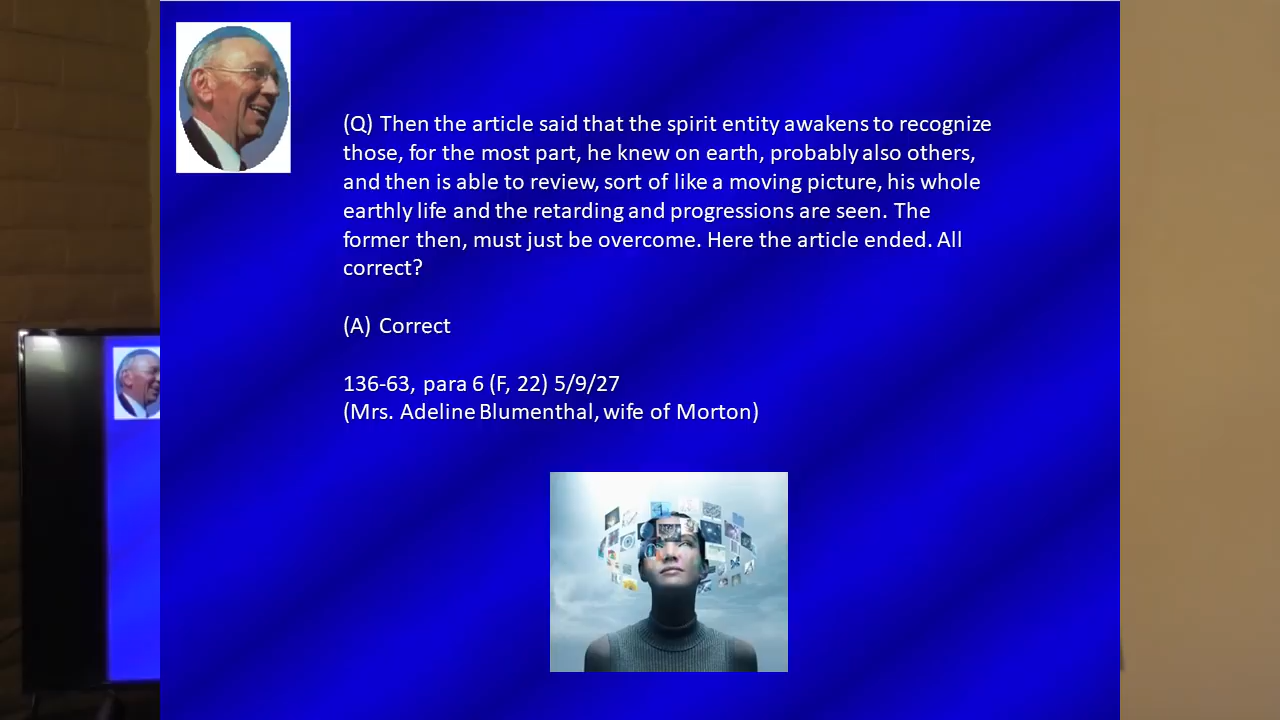 (Q) Then the article said that the spirit entity awakens to recognize
those, for the most part, he knew on earth, probably also others,
and then is able to review, sort of like a moving picture, his whole
earthly life and the retarding and progressions are seen. The
former then, must just be overcome. Here the article ended. All
correct?
(A) Correct
136-63, para 6 (F, 22) 5/9/27
(Mrs. Adeline Blumenthal, wife of Morton)